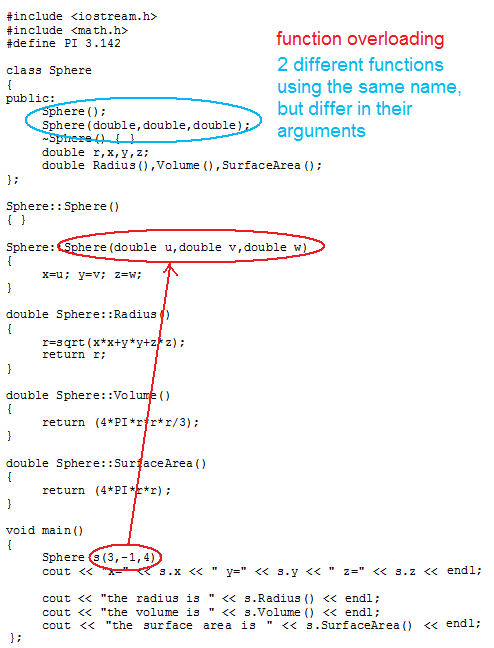 #include <iostream.h>
#include <math.h>
#define PI 3.142
function overloading
2 different functions
using the same name,
but differ in their
arguments
class Sphere
{
public:
Sphere();
Sphere(double,double,double);
~Sphere() { }
double r,x,y,z;
double Radius(),Volume(),SurfaceArea();
};
Sphere::Sphere()
{ }
Sphere::Sphere(double u,double v,double w)
{
x=u; y=v; z=w;
}
double Sphere::Radius()
{
r=sqrt(x*x+y*y+z*z);
return r;
}
double Sphere::Volume()
{
return (4*PI*r*r*r/3);
}
double Sphere::SurfaceArea()
{
return (4*PI*r*r);
}
void main()
{
Sphere s(3,-1,4)
cout << "x=" << s.x << " y=" << s.y << " z=" << s.z << endl;
cout << "the radius is " << s.Radius() << endl;
cout << "the volume is " << s.Volume() << endl;
cout << "the surface area is " << s.SurfaceArea() << endl;
};